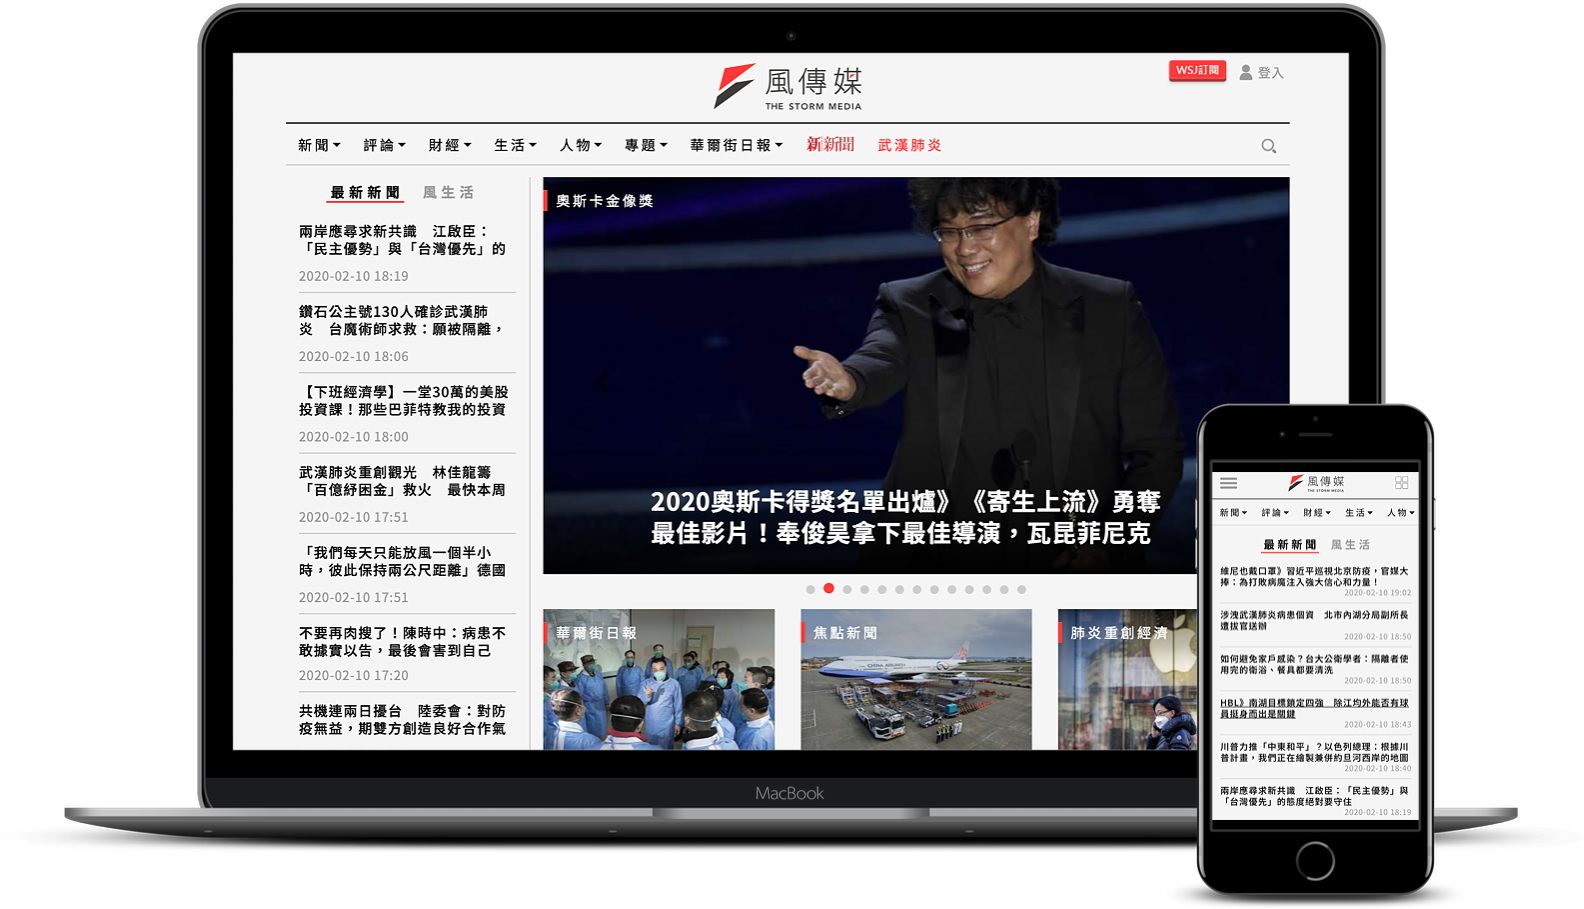 風傳媒
THE STORM MEDIA
WSJ訂閱
登入
新聞
評論
財經
生活
人物
專題
華爾街日報
新新聞
武漢肺炎
最新新聞
風生活
兩岸應尋求新共識　江啟臣：
「民主優勢」與「台灣優先」的
2020-02-10 18:19
鑽石公主號130人確診武漢肺
炎　台魔術師求救：願被隔離，
2020-02-10 18:06
【下班經濟學】一堂30萬的美股
投資課！那些巴菲特教我的投資
2020-02-10 18:00
武漢肺炎重創觀光　林佳龍籌
「百億紓困金」救火　最快本周
2020-02-10 17:51
「我們每天只能放風一個半小
時，彼此保持兩公尺距離」德國
2020-02-10 17:51
不要再肉搜了！陳時中：病患不
敢據實以告，最後會害到自己
2020-02-10 17:20
共機連兩日擾台　陸委會：對防
疫無益，期雙方創造良好合作氣
奧斯卡金像獎
2020奧斯卡得獎名單出爐》《寄生上流》勇奪
最佳影片！奉俊昊拿下最佳導演，瓦昆菲尼克
華爾街日報
焦點新聞
CHINA AIRLINES
肺炎重創經濟
MacBook
風傳媒
THE STORM MEDIA
新聞
評論
財經
生活
人物
最新新聞
風生活
維尼也戴口罩》習近平巡視北京防疫，官媒大
捧：為打敗病魔注入強大信心和力量！
2020-02-10 19:02
涉洩武漢肺炎病患個資　北市內湖分局副所長
遭拔官送辦
2020-02-10 18:50
如何避免家戶感染？台大公衛學者：隔離者使
用完的衛浴、餐具都要清洗
2020-02-10 18:50
HBL》南湖目標鎖定四強　除江均外能否有球
員挺身而出是關鍵
2020-02-10 18:43
川普力推「中東和平」？以色列總理：根據川
普計畫，我們正在繪製兼併約旦河西岸的地圖
2020-02-10 18:40
兩岸應尋求新共識　江啟臣：「民主優勢」與
「台灣優先」的態度絕對要守住
2020-02-10 18:19